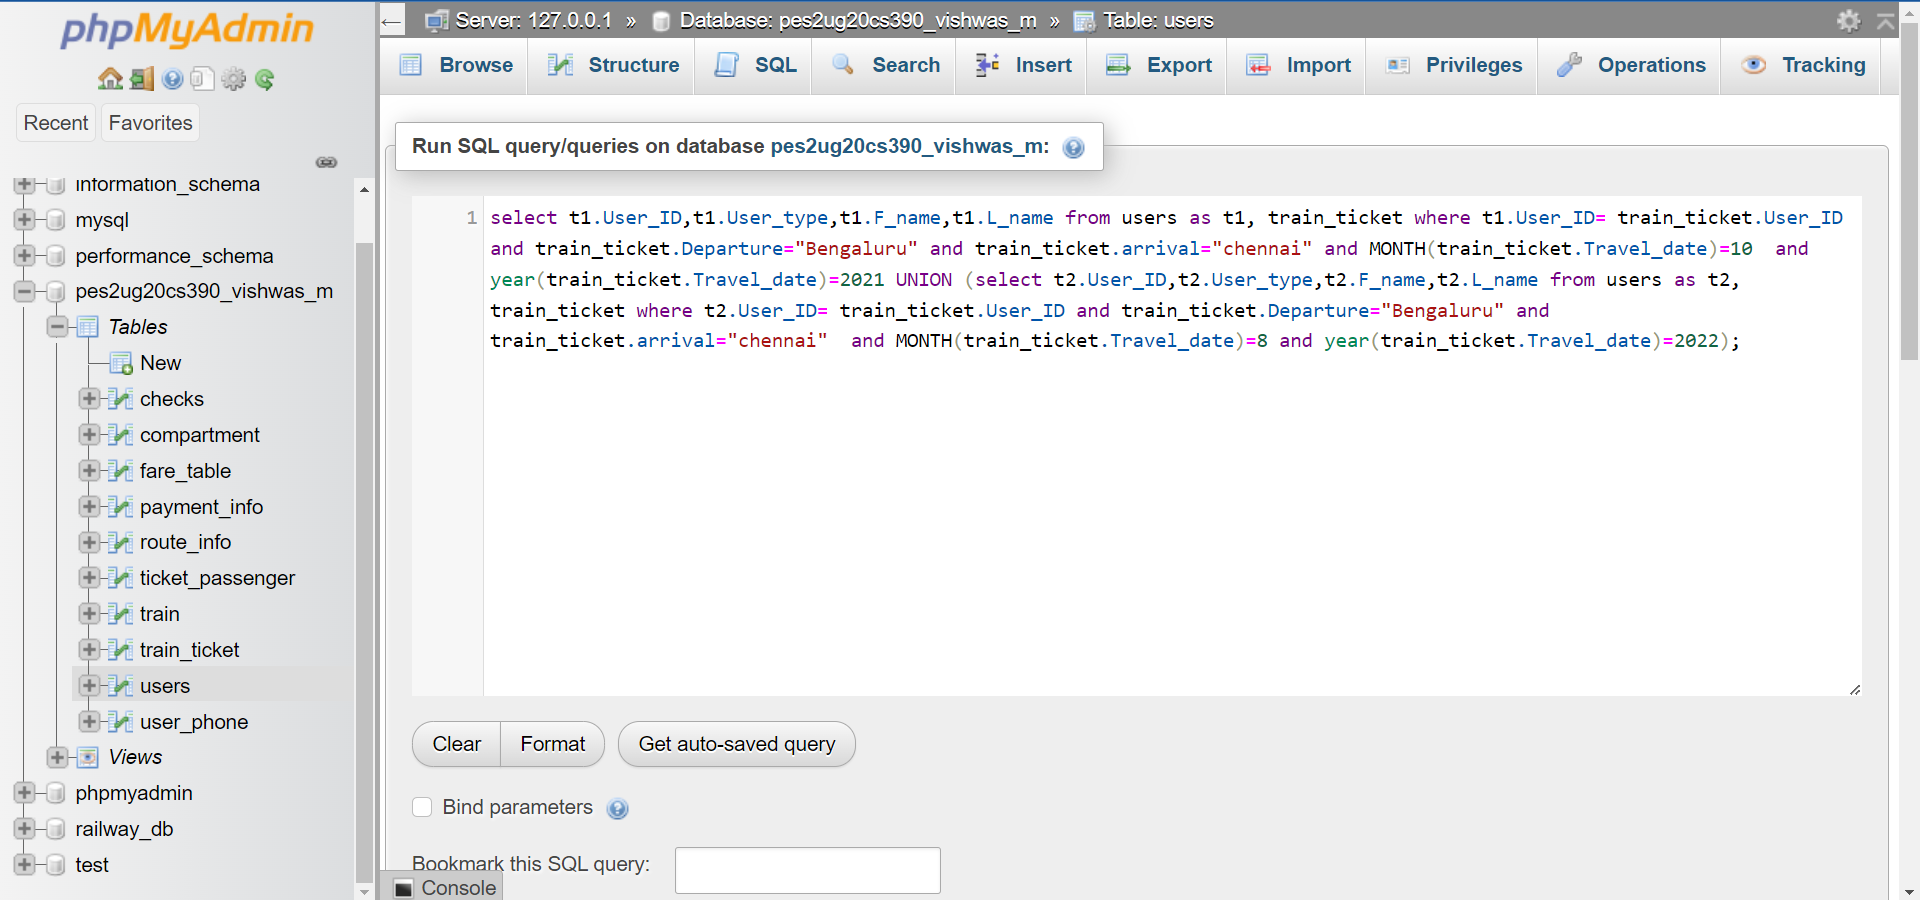 phpMyAdmin
Recent
Favorites
information_schema
mysql
performance_schema
pes2ug20cs390_vishwas_m
Tables
New
checks
compartment
fare_table
payment_info
route_info
ticket_passenger
train
train_ticket
users
user_phone
Views
phpmyadmin
railway_db
test
Server: 127.0.0.1 » Database: pes2ug20cs390_vishwas_m » Table: users
Browse Structure SQL Search Insert Export Import Privileges Operations Tracking
Run SQL query/queries on database pes2ug20cs390_vishwas_m:
1 select t1.User_ID,t1.User_type,t1.F_name,t1.L_name from users as t1, train_ticket where t1.User_ID= train_ticket.User_ID
and train_ticket.Departure="Bengaluru" and train_ticket.arrival="chennai" and MONTH(train_ticket.Travel_date)=10  and
year(train_ticket.Travel_date)=2021 UNION (select t2.User_ID,t2.User_type,t2.F_name,t2.L_name from users as t2,
train_ticket where t2.User_ID= train_ticket.User_ID and train_ticket.Departure="Bengaluru" and
train_ticket.arrival="chennai"  and MONTH(train_ticket.Travel_date)=8 and year(train_ticket.Travel_date)=2022);
Clear Format Get auto-saved query
Bind parameters
Bookmark this SQL query:
Console